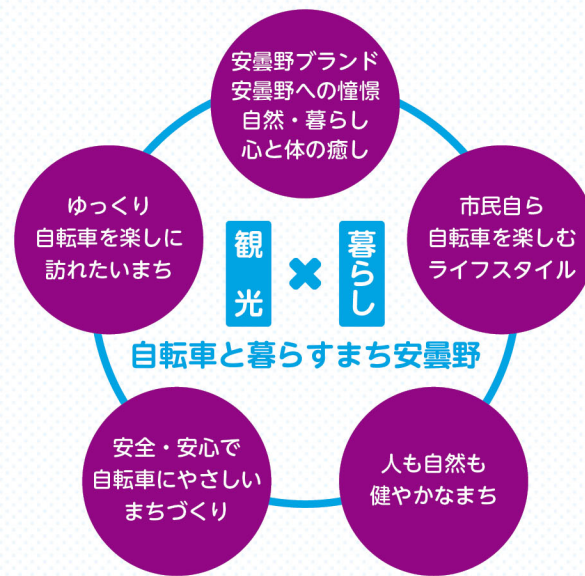 安曇野ブランド
安曇野への憧憬
自然・暮らし
心と体の癒し
ゆっくり
自転車を楽しに
訪れたいまち
市民自ら
自転車を楽しむ
ライフスタイル
観光
×
暮らし
自転車と暮らすまち安曇野
安全・安心で
自転車にやさしい
まちづくり
人も自然も
健やかなまち